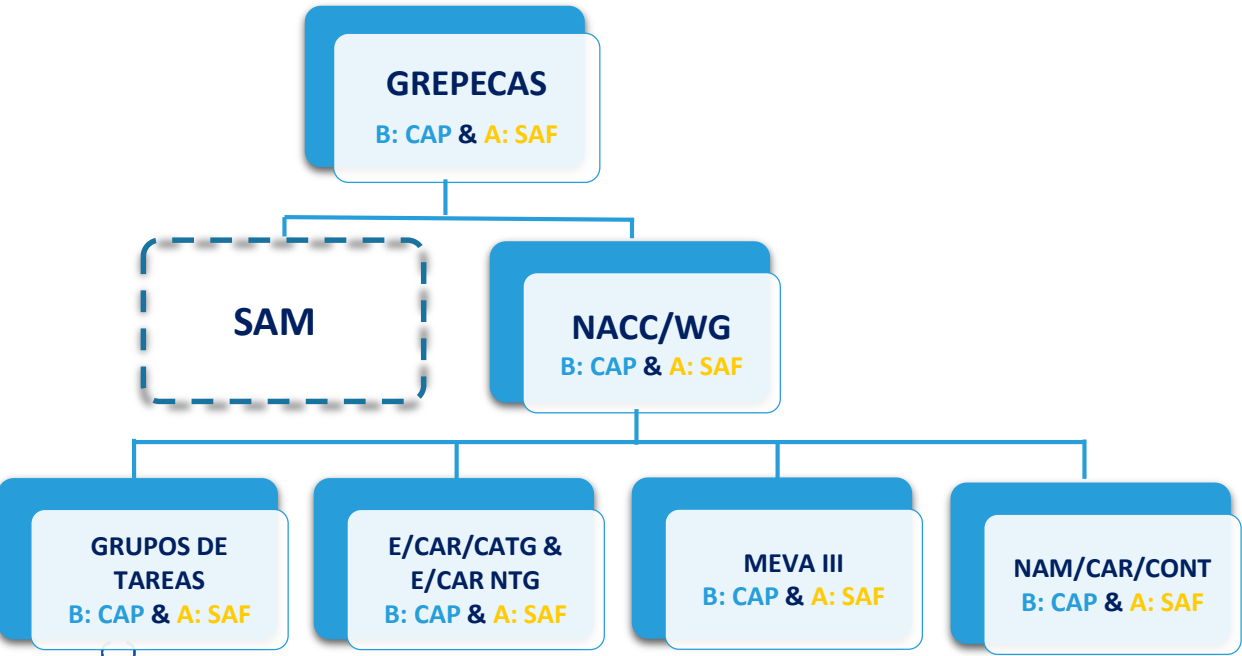 GREPECAS
B: CAP & A: SAF
SAM
NACC/WG
B: CAP & A: SAF
GRUPOS DE
TAREAS
B: CAP & A: SAF
E/CAR/CATG &
E/CAR NTG
B: CAP & A: SAF
MEVA III
B: CAP & A: SAF
NAM/CAR/CONT
B: CAP & A: SAF